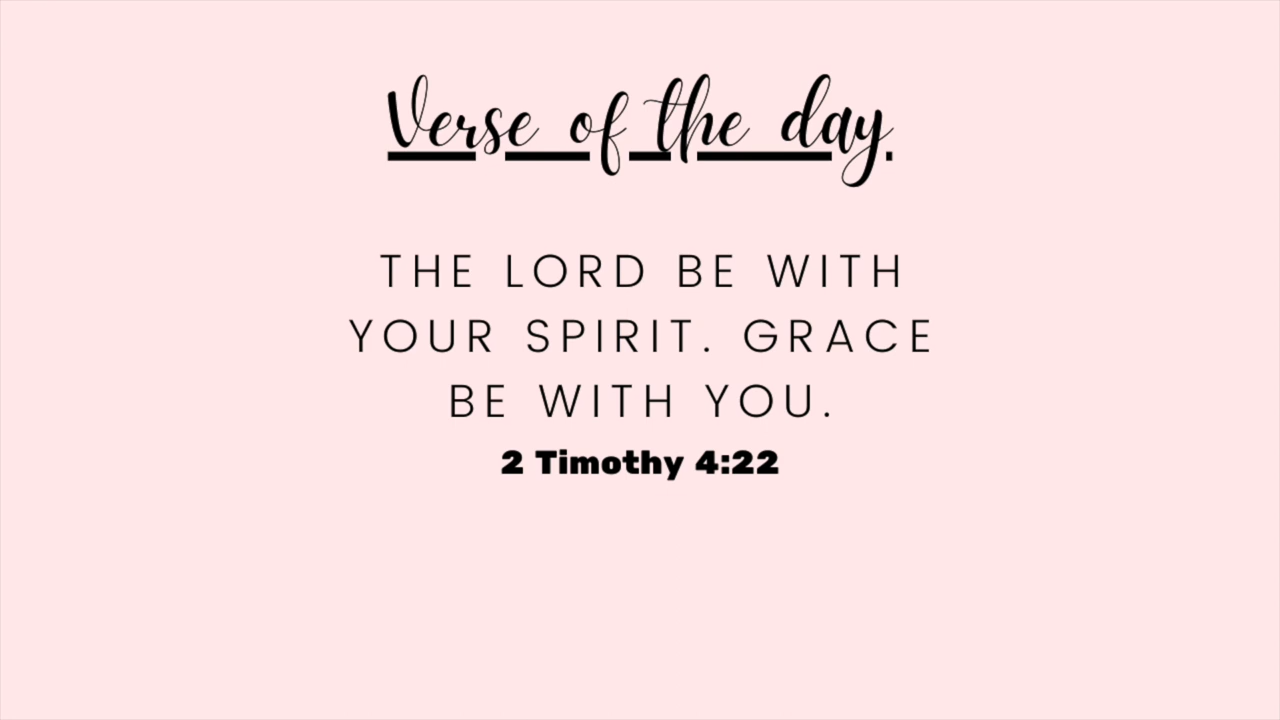 Verse of the day.
THE LORD BE WITH
YOUR SPIRIT. GRACE
BE WITH YOU.
2 Timothy 4:22